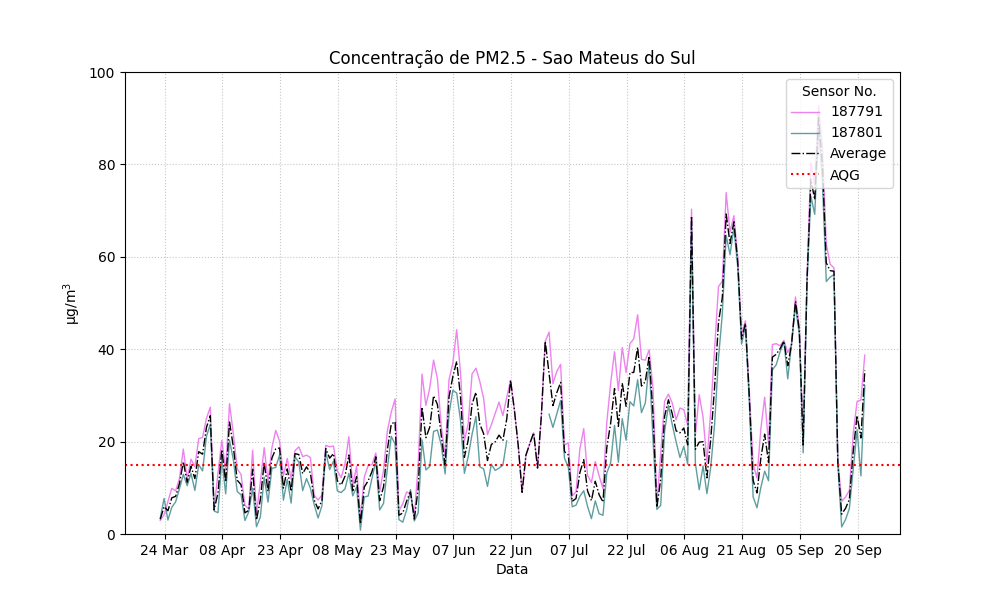 Concentração de PM2.5 - Sao Mateus do Sul
Sensor No.
187791
187801
Average
AQG
100
80
60
40
20
0
µg/m³
24 Mar 08 Apr 23 Apr 08 May 23 May 07 Jun 22 Jun 07 Jul 22 Jul 06 Aug 21 Aug 05 Sep 20 Sep
Data